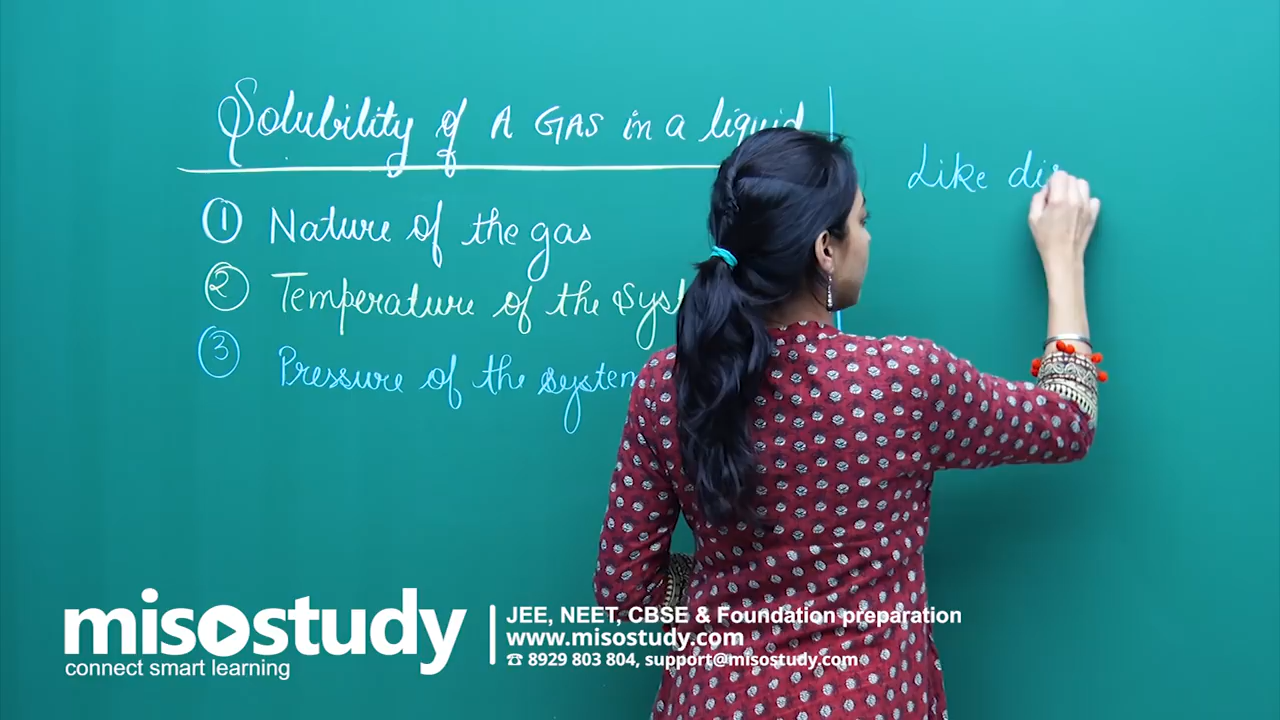 Solubility of A GAS in a liquid
① Nature of the gas
② Temperature of the Syst
③ Pressure of the system
Like dis
misostudy
connect smart learning
JEE, NEET, CBSE & Foundation preparation
www.misostudy.com
☎ 8929 803 804, support@misostudy.com